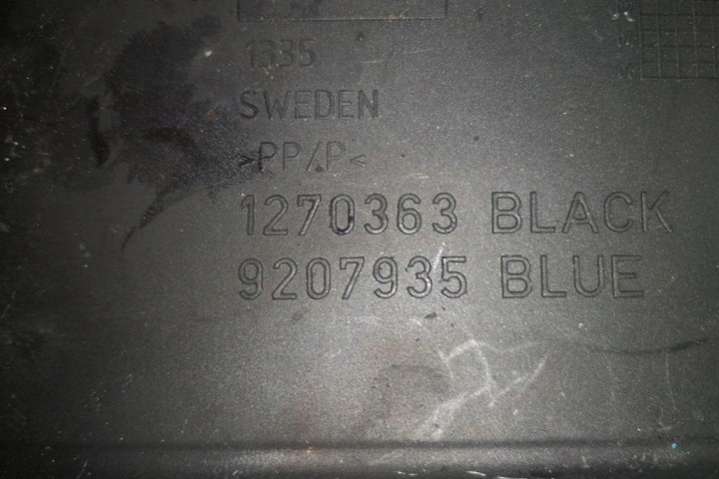 1335
SWEDEN
>PP/P<
1270363 BLACK
9207935 BLUE